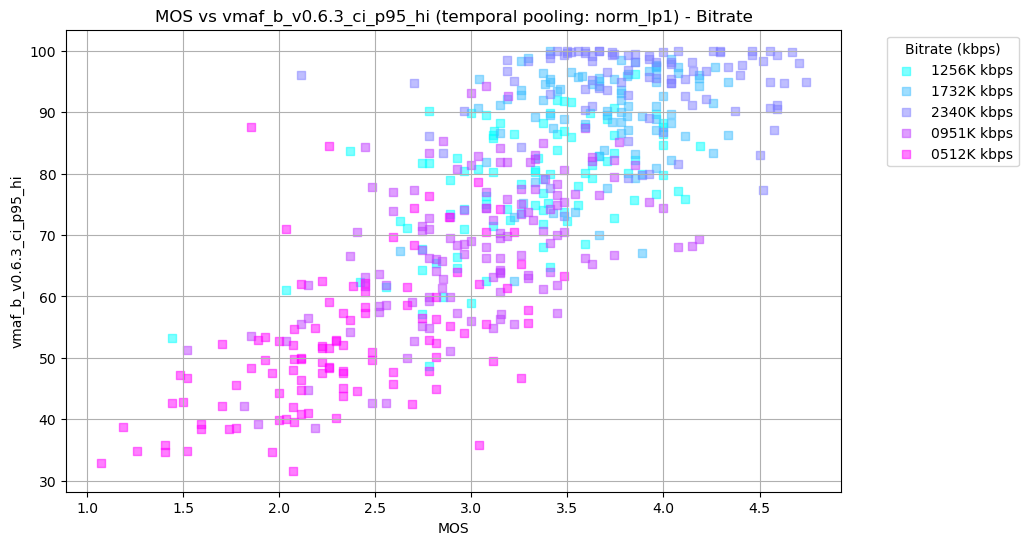 MOS vs vmaf_b_v0.6.3_ci_p95_hi (temporal pooling: norm_lp1) - Bitrate
Bitrate (kbps)
1256K kbps
1732K kbps
2340K kbps
0951K kbps
0512K kbps
vmaf_b_v0.6.3_ci_p95_hi
100
90
80
70
60
50
40
30
1.0 1.5 2.0 2.5 3.0 3.5 4.0 4.5
MOS